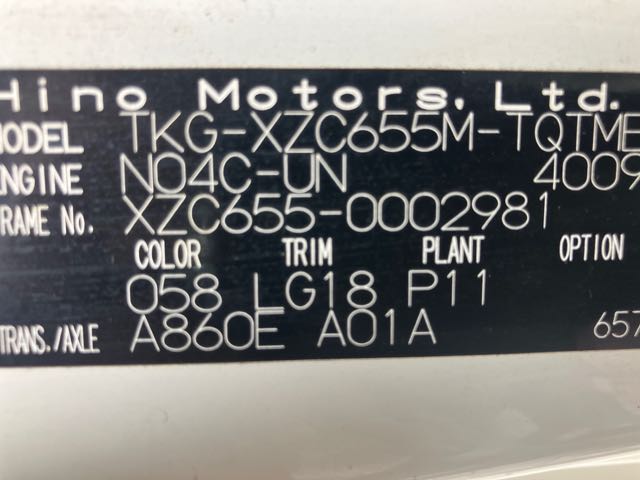 Hino Motors, Ltd.
MODEL TKG-XZC655M-TQTME
ENGINE N04C-UN 4009
FRAME No. XZC655-0002981
COLOR TRIM PLANT OPTION
058 LG18 P11
TRANS./AXLE A860E A01A 657